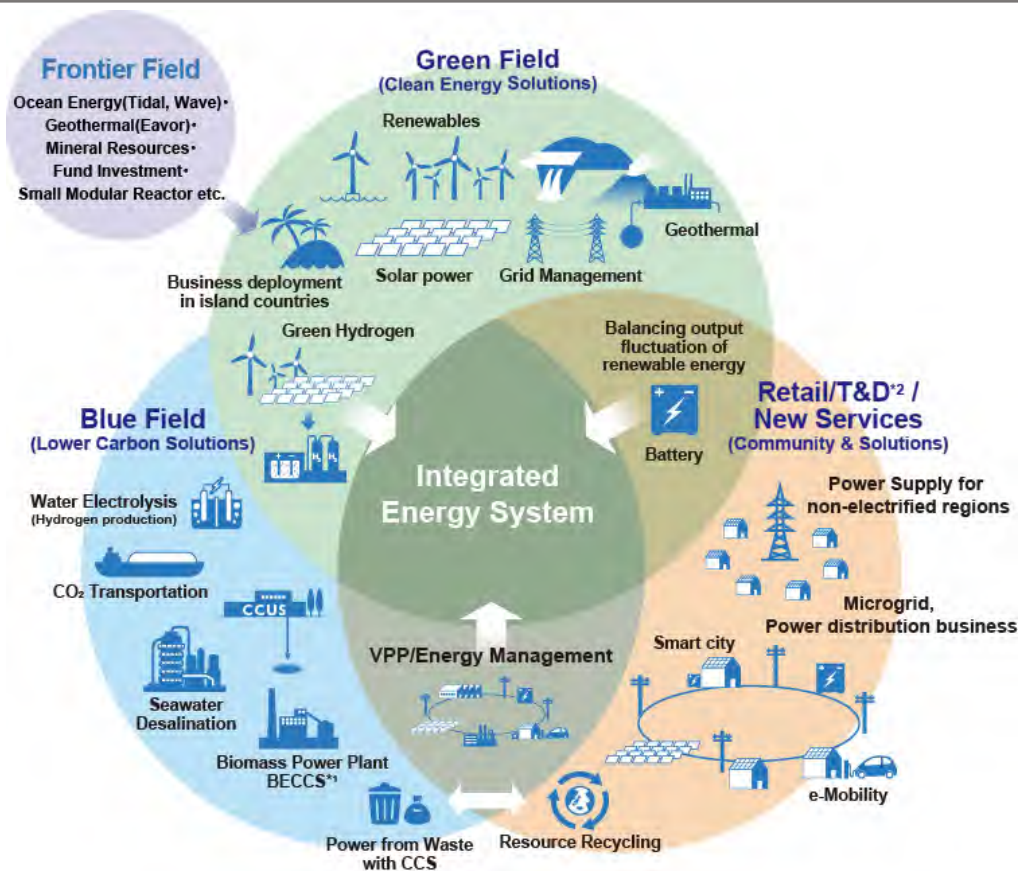 Frontier Field
Ocean Energy(Tidal, Wave)・
Geothermal(Eavor)・
Mineral Resources・
Fund Investment・
Small Modular Reactor etc.
Green Field
(Clean Energy Solutions)
Renewables
Geothermal
Business deployment
in island countries
Solar power
Grid Management
Green Hydrogen
H₂ H₂
Balancing output
fluctuation of
renewable energy
Battery
Blue Field
(Lower Carbon Solutions)
Water Electrolysis
(Hydrogen production)
CO₂ Transportation
CCUS
Seawater
Desalination
Biomass Power Plant
BECCS*¹
Power from Waste
with CCS
Integrated
Energy System
VPP/Energy Management
Resource Recycling
Retail/T&D*² /
New Services
(Community & Solutions)
Power Supply for
non-electrified regions
Microgrid,
Power distribution business
Smart city
e-Mobility